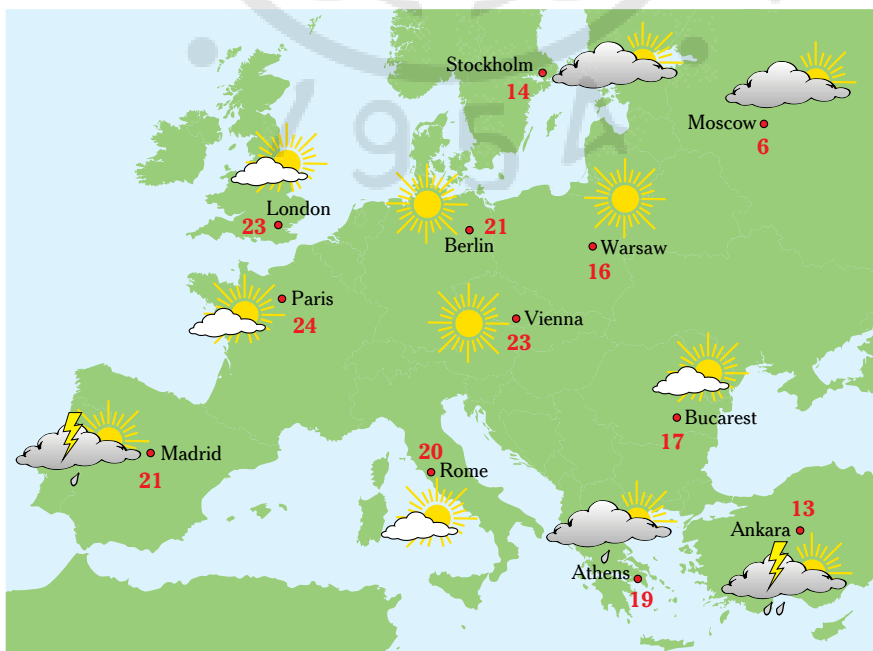 Stockholm
14
Moscow
6
1954
London
23
21
Berlin
Warsaw
16
Paris
24
Vienna
23
Bucarest
17
Madrid
21
20
Rome
13
Ankara
Athens
19